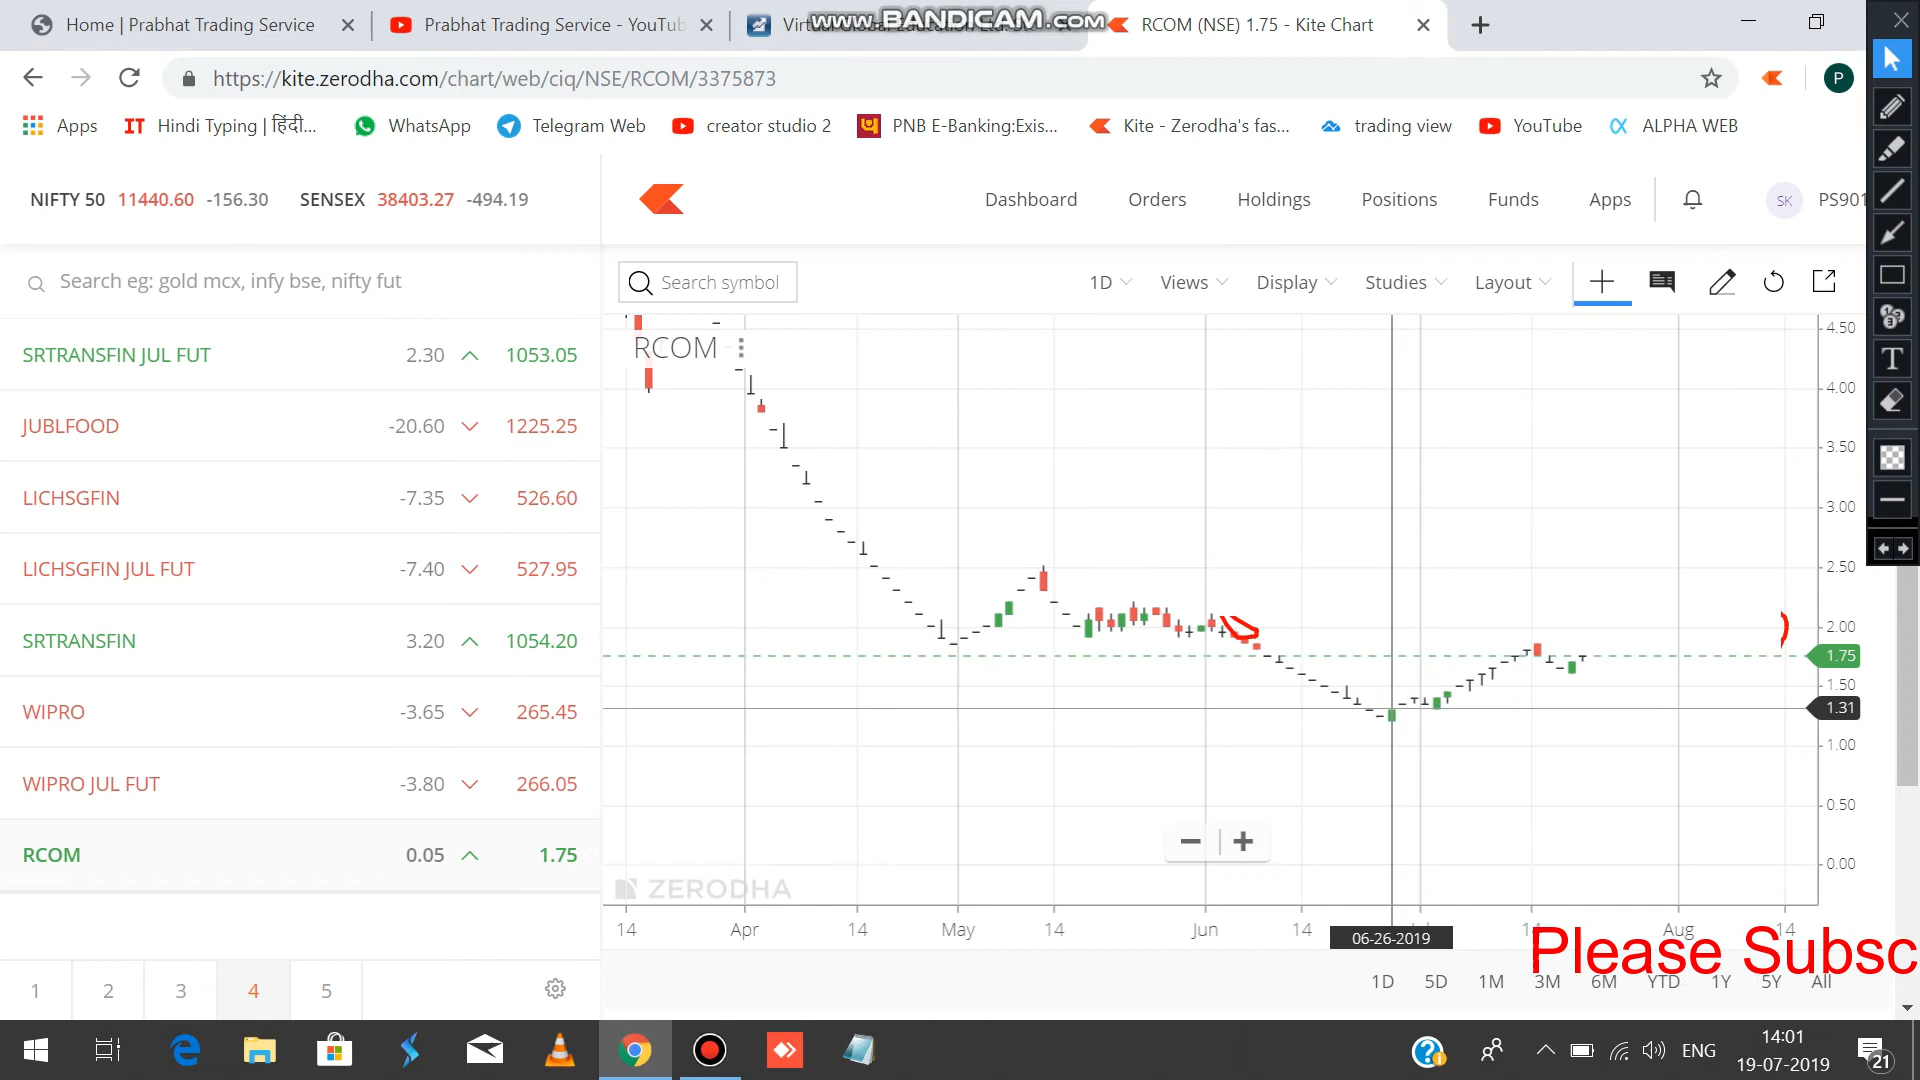 Home | Prabhat Trading Service
Prabhat Trading Service - YouTub
www.BANDICAM.com
RCOM (NSE) 1.75 - Kite Chart
https://kite.zerodha.com/chart/web/ciq/NSE/RCOM/3375873
P
Apps
IT Hindi Typing | हिंदी...
WhatsApp
Telegram Web
creator studio 2
PNB E-Banking:Exis...
Kite - Zerodha's fas...
trading view
YouTube
ALPHA WEB
NIFTY 50 11440.60 -156.30 SENSEX 38403.27 -494.19
Dashboard Orders Holdings Positions Funds Apps SK PS901
Search eg: gold mcx, infy bse, nifty fut
Search symbol 1D Views Display Studies Layout
SRTRANSFIN JUL FUT 2.30 1053.05
JUBLFOOD -20.60 1225.25
LICHSGFIN -7.35 526.60
LICHSGFIN JUL FUT -7.40 527.95
SRTRANSFIN 3.20 1054.20
WIPRO -3.65 265.45
WIPRO JUL FUT -3.80 266.05
RCOM 0.05 1.75
1 2 3 4 5
RCOM
4.50
4.00
3.50
3.00
2.50
2.00
1.75
1.50
1.31
1.00
0.50
0.00
ZERODHA
14 Apr 14 May 14 Jun 14 06-26-2019 14 Aug 14
Please Subsc
1D 5D 1M 3M 6M YTD 1Y 5Y All
T
ENG
14:01
19-07-2019
21